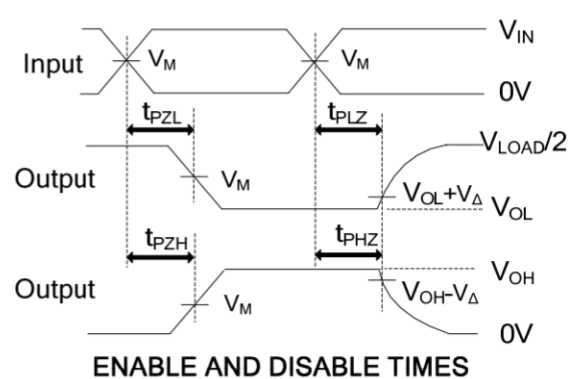 V_IN
Input V_M V_M
0V
t_PZL t_PLZ
V_LOAD/2
Output V_M V_OL+V_Δ V_OL
t_PZH t_PHZ
V_OH
Output V_M V_OH-V_Δ
0V
ENABLE AND DISABLE TIMES